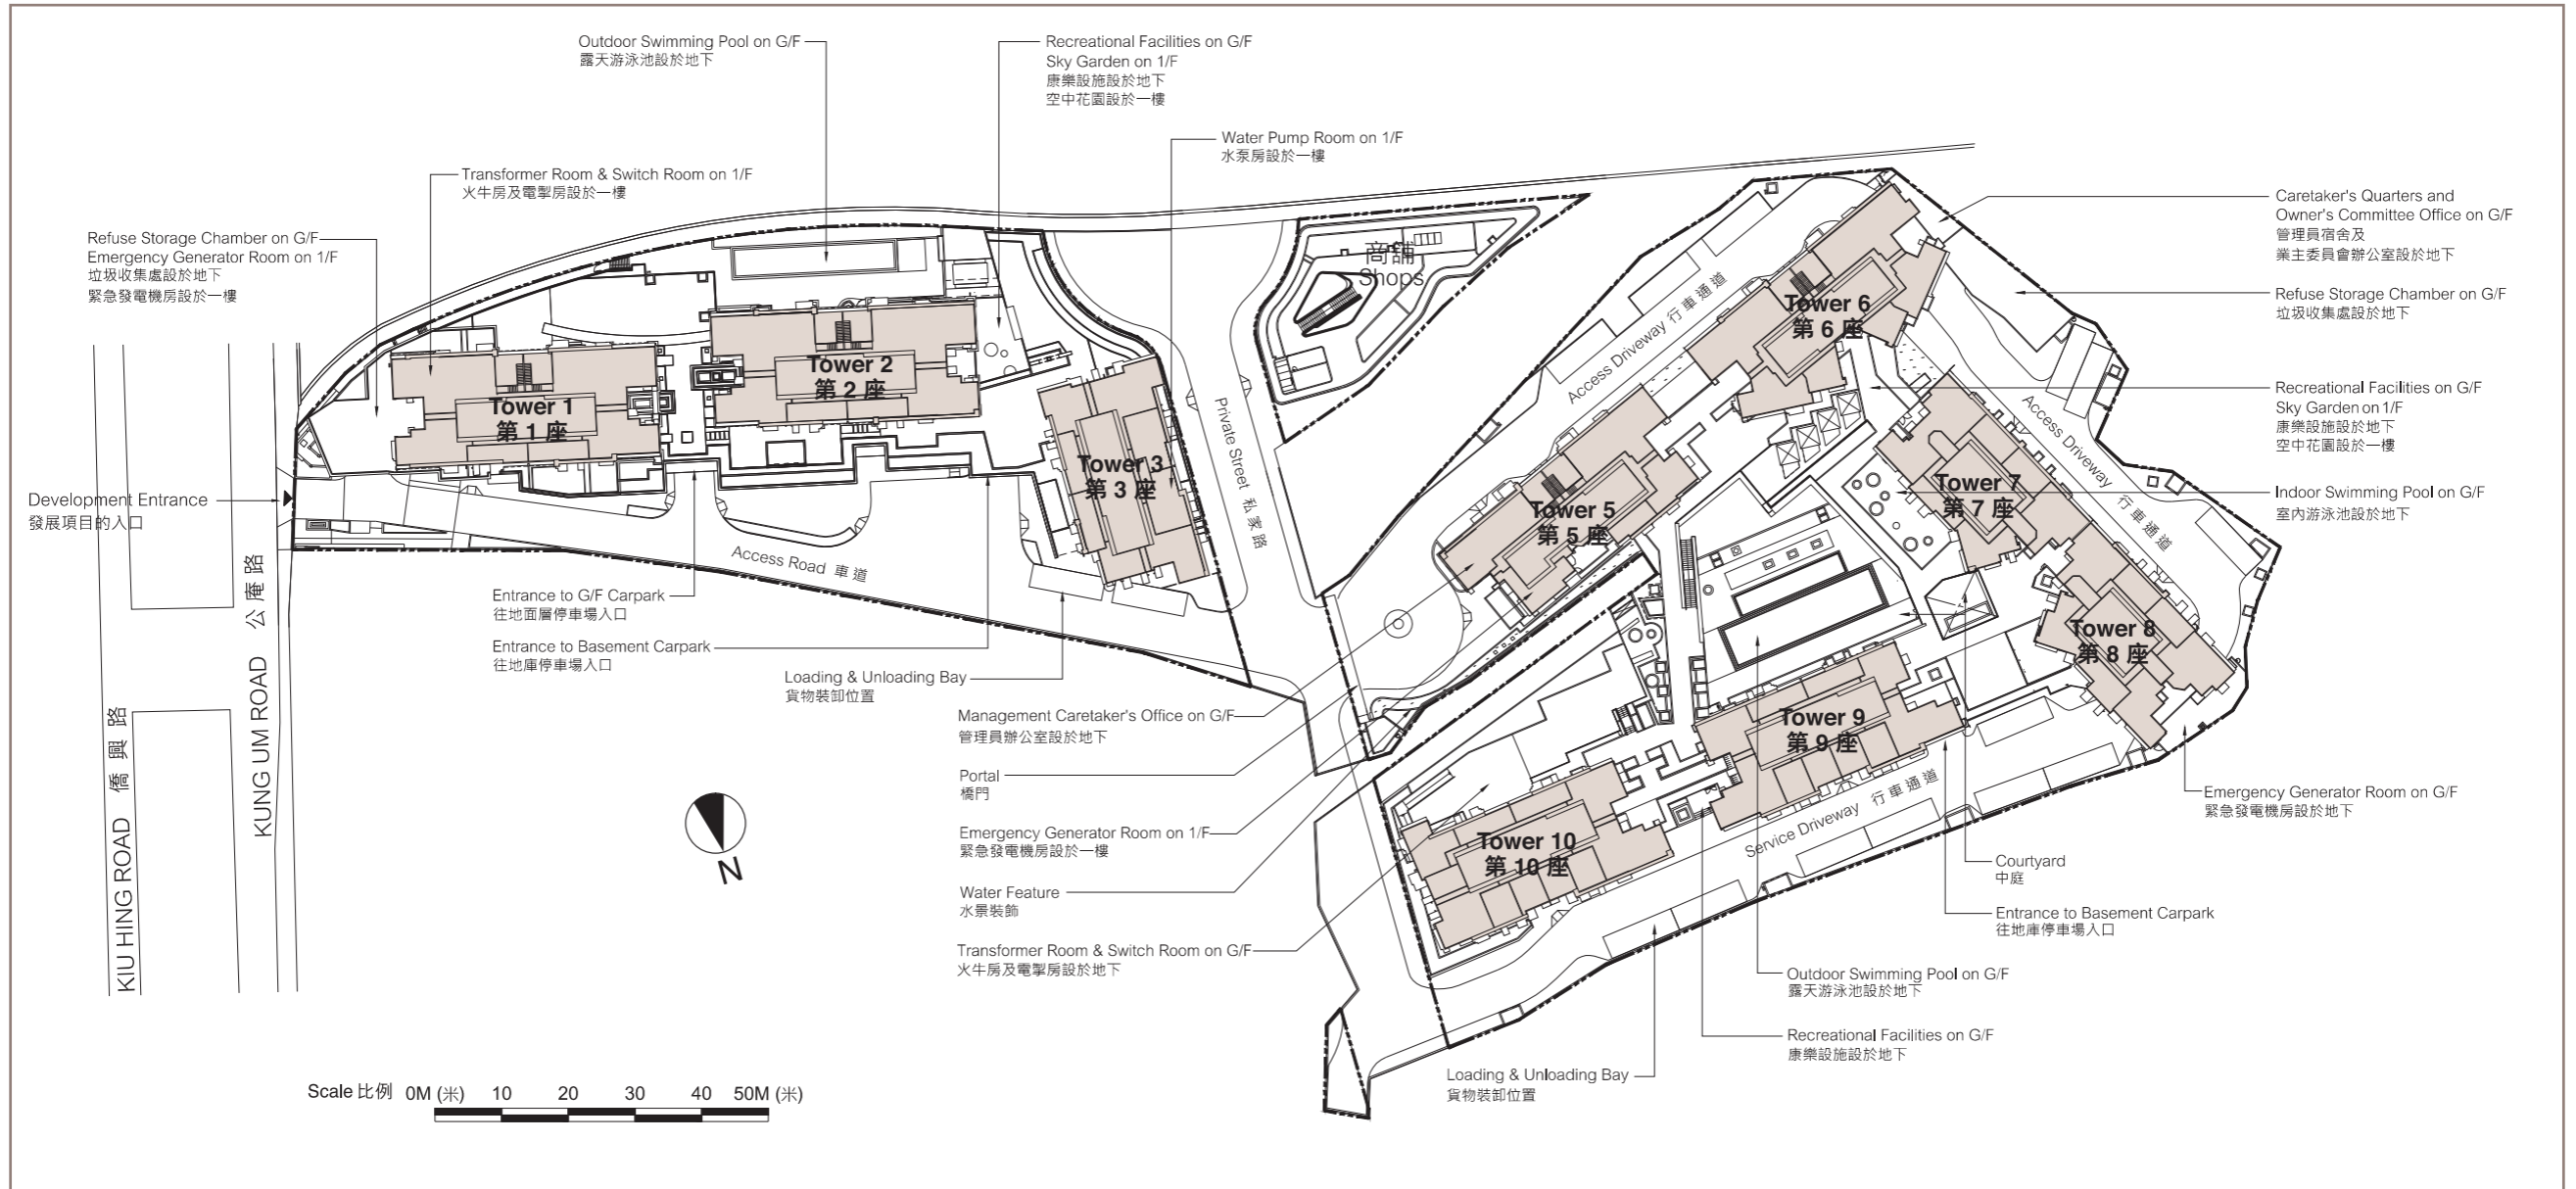 Outdoor Swimming Pool on G/F
露天游泳池設於地下
Recreational Facilities on G/F
Sky Garden on 1/F
康樂設施設於地下
空中花園設於一樓
Water Pump Room on 1/F
水泵房設於一樓
Transformer Room & Switch Room on 1/F
火牛房及電掣房設於一樓
Refuse Storage Chamber on G/F
Emergency Generator Room on 1/F
垃圾收集處設於地下
緊急發電機房設於一樓
Caretaker's Quarters and
Owner's Committee Office on G/F
管理員宿舍及
業主委員會辦公室設於地下
Refuse Storage Chamber on G/F
垃圾收集處設於地下
Recreational Facilities on G/F
Sky Garden on 1/F
康樂設施設於地下
空中花園設於一樓
Indoor Swimming Pool on G/F
室內游泳池設於地下
商舖
Shops
Tower 1
第 1 座
Tower 2
第 2 座
Tower 3
第 3 座
Tower 5
第 5 座
Tower 6
第 6 座
Tower 7
第 7 座
Tower 8
第 8 座
Tower 9
第 9 座
Tower 10
第 10 座
Access Driveway 行車通道
Access Driveway 行車通道
Service Driveway 行車通道
Private Street 私家路
Access Road 車道
Development Entrance
發展項目的入口
KUNG UM ROAD 公庵路
KIU HING ROAD 僑興路
Entrance to G/F Carpark
往地面層停車場入口
Entrance to Basement Carpark
往地庫停車場入口
Loading & Unloading Bay
貨物裝卸位置
Management Caretaker's Office on G/F
管理員辦公室設於地下
Portal
橋門
Emergency Generator Room on 1/F
緊急發電機房設於一樓
Water Feature
水景裝飾
Transformer Room & Switch Room on G/F
火牛房及電掣房設於地下
Emergency Generator Room on G/F
緊急發電機房設於地下
Courtyard
中庭
Entrance to Basement Carpark
往地庫停車場入口
Outdoor Swimming Pool on G/F
露天游泳池設於地下
Recreational Facilities on G/F
康樂設施設於地下
Loading & Unloading Bay
貨物裝卸位置
N
Scale 比例 0M (米) 10 20 30 40 50M (米)